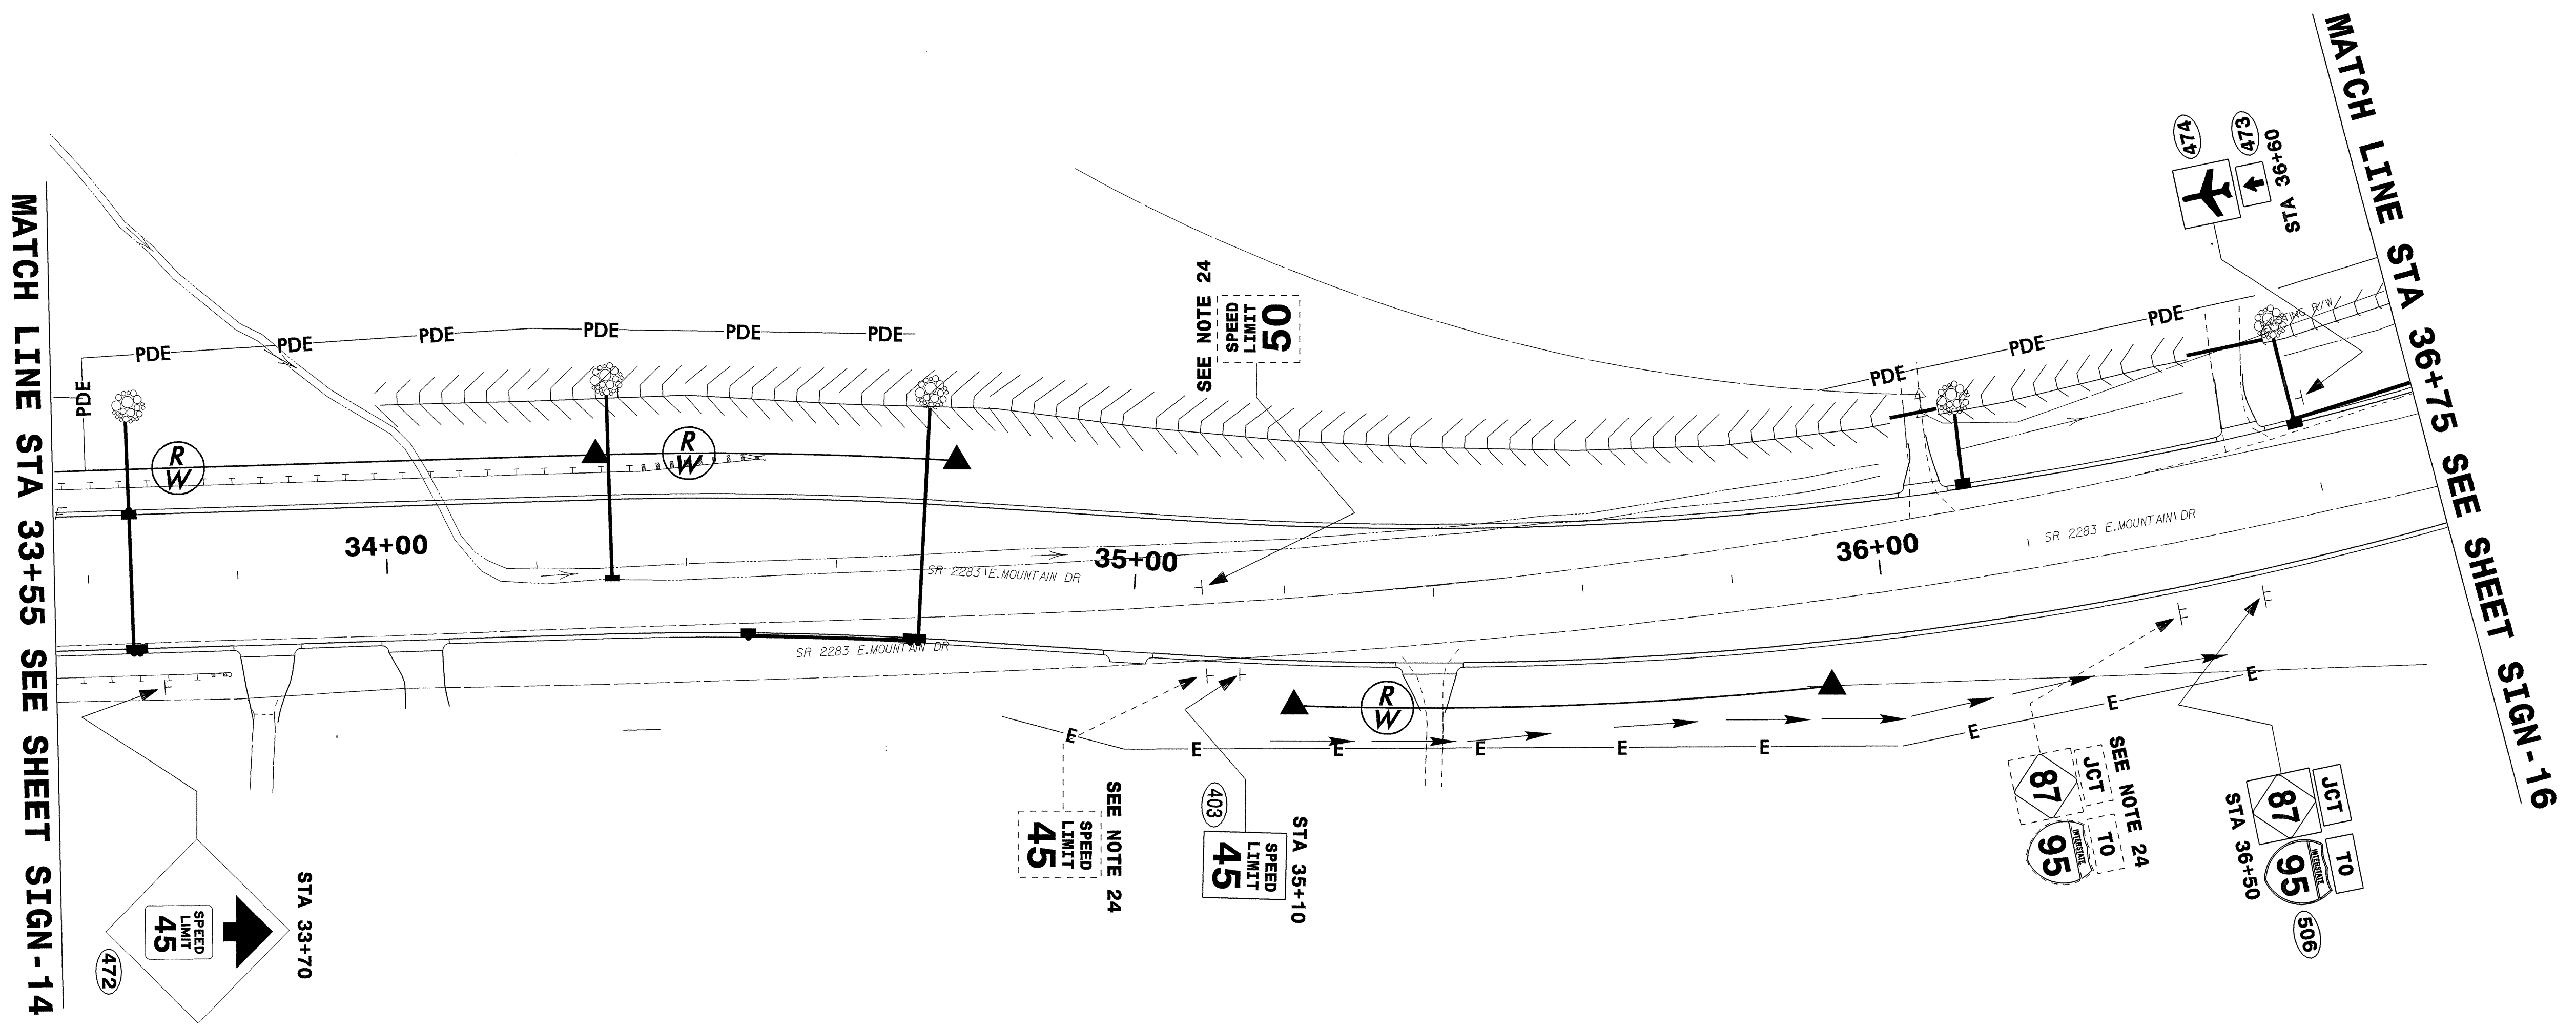 MATCH LINE STA 33+55 SEE SHEET SIGN-14
MATCH LINE STA 36+75 SEE SHEET SIGN-16
474
473
STA 36+60
SEE NOTE 24
SPEED
LIMIT
50
PDE
PDE
PDE
PDE
PDE
PDE
PDE
PDE
PDE
PDE
R/W
R
W
R
W
34+00
35+00
36+00
SR 2283 E.MOUNTAIN DR
SR 2283 E.MOUNTAIN DR
SR 2283 E.MOUNTAIN DR
R
W
E
E
E
E
E
E
E
E
E
SPEED
LIMIT
45
STA 33+70
472
SPEED
LIMIT
45
SEE NOTE 24
403
SPEED
LIMIT
45
STA 35+10
JCT
87
TO
INTERSTATE
95
SEE NOTE 24
JCT
87
TO
INTERSTATE
95
STA 36+50
506